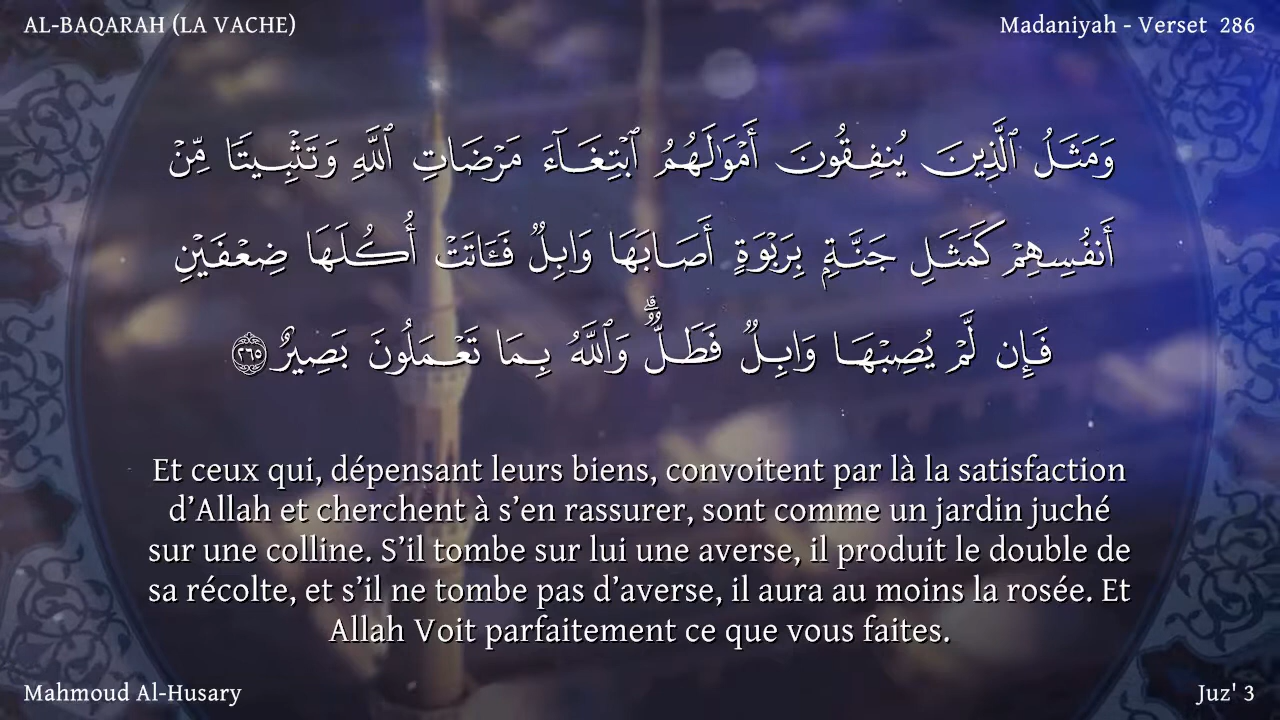 AL-BAQARAH (LA VACHE)
Madaniyah - Verset 286
وَمَثَلُ ٱلَّذِينَ يُنفِقُونَ أَمْوَٰلَهُمُ ٱبْتِغَآءَ مَرْضَاتِ ٱللَّهِ وَتَثْبِيتًا مِّنْ
أَنفُسِهِمْ كَمَثَلِ جَنَّةٍۭ بِرَبْوَةٍ أَصَابَهَا وَابِلٌ فَـَٔاتَتْ أُكُلَهَا ضِعْفَيْنِ
فَإِن لَّمْ يُصِبْهَا وَابِلٌ فَطَلٌّ ۗ وَٱللَّهُ بِمَا تَعْمَلُونَ بَصِيرٌ ٢٦٥
Et ceux qui, dépensant leurs biens, convoitent par là la satisfaction
d’Allah et cherchent à s’en rassurer, sont comme un jardin juché
sur une colline. S’il tombe sur lui une averse, il produit le double de
sa récolte, et s’il ne tombe pas d’averse, il aura au moins la rosée. Et
Allah Voit parfaitement ce que vous faites.
Mahmoud Al-Husary
Juz' 3